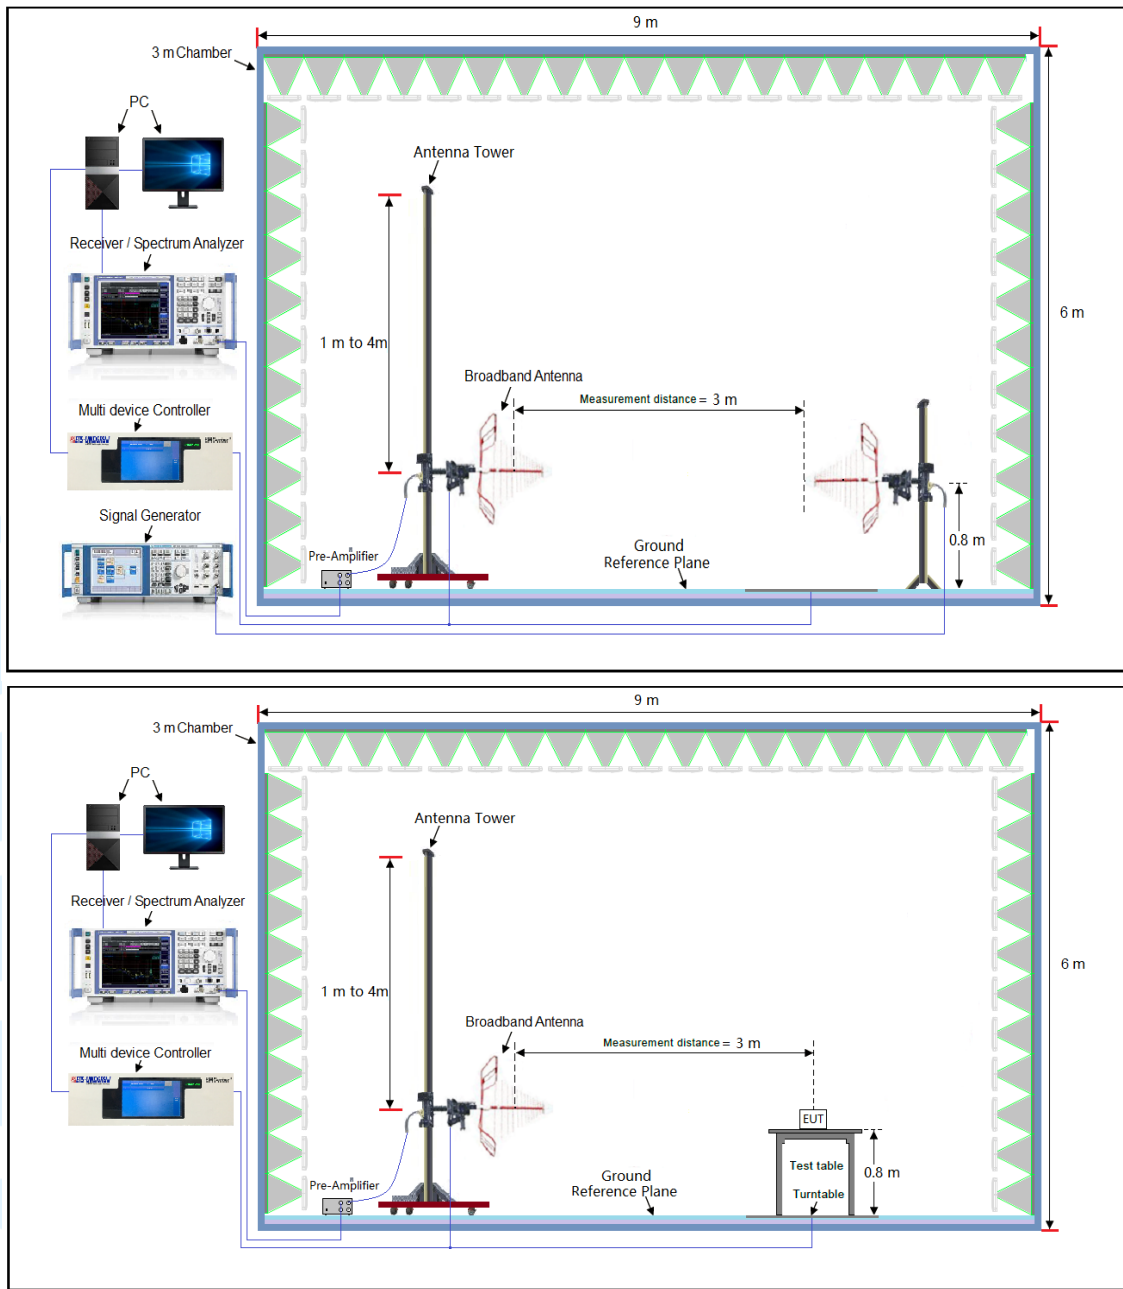 9 m
3 m Chamber
PC
Antenna Tower
Receiver / Spectrum Analyzer
6 m
1 m to 4m
Broadband Antenna
Measurement distance = 3 m
Multi device Controller
Signal Generator
0.8 m
Pre-Amplifier
Ground
Reference Plane
9 m
3 m Chamber
PC
Antenna Tower
Receiver / Spectrum Analyzer
6 m
1 m to 4m
Broadband Antenna
Measurement distance = 3 m
Multi device Controller
EUT
Test table
0.8 m
Pre-Amplifier
Ground
Reference Plane
Turntable